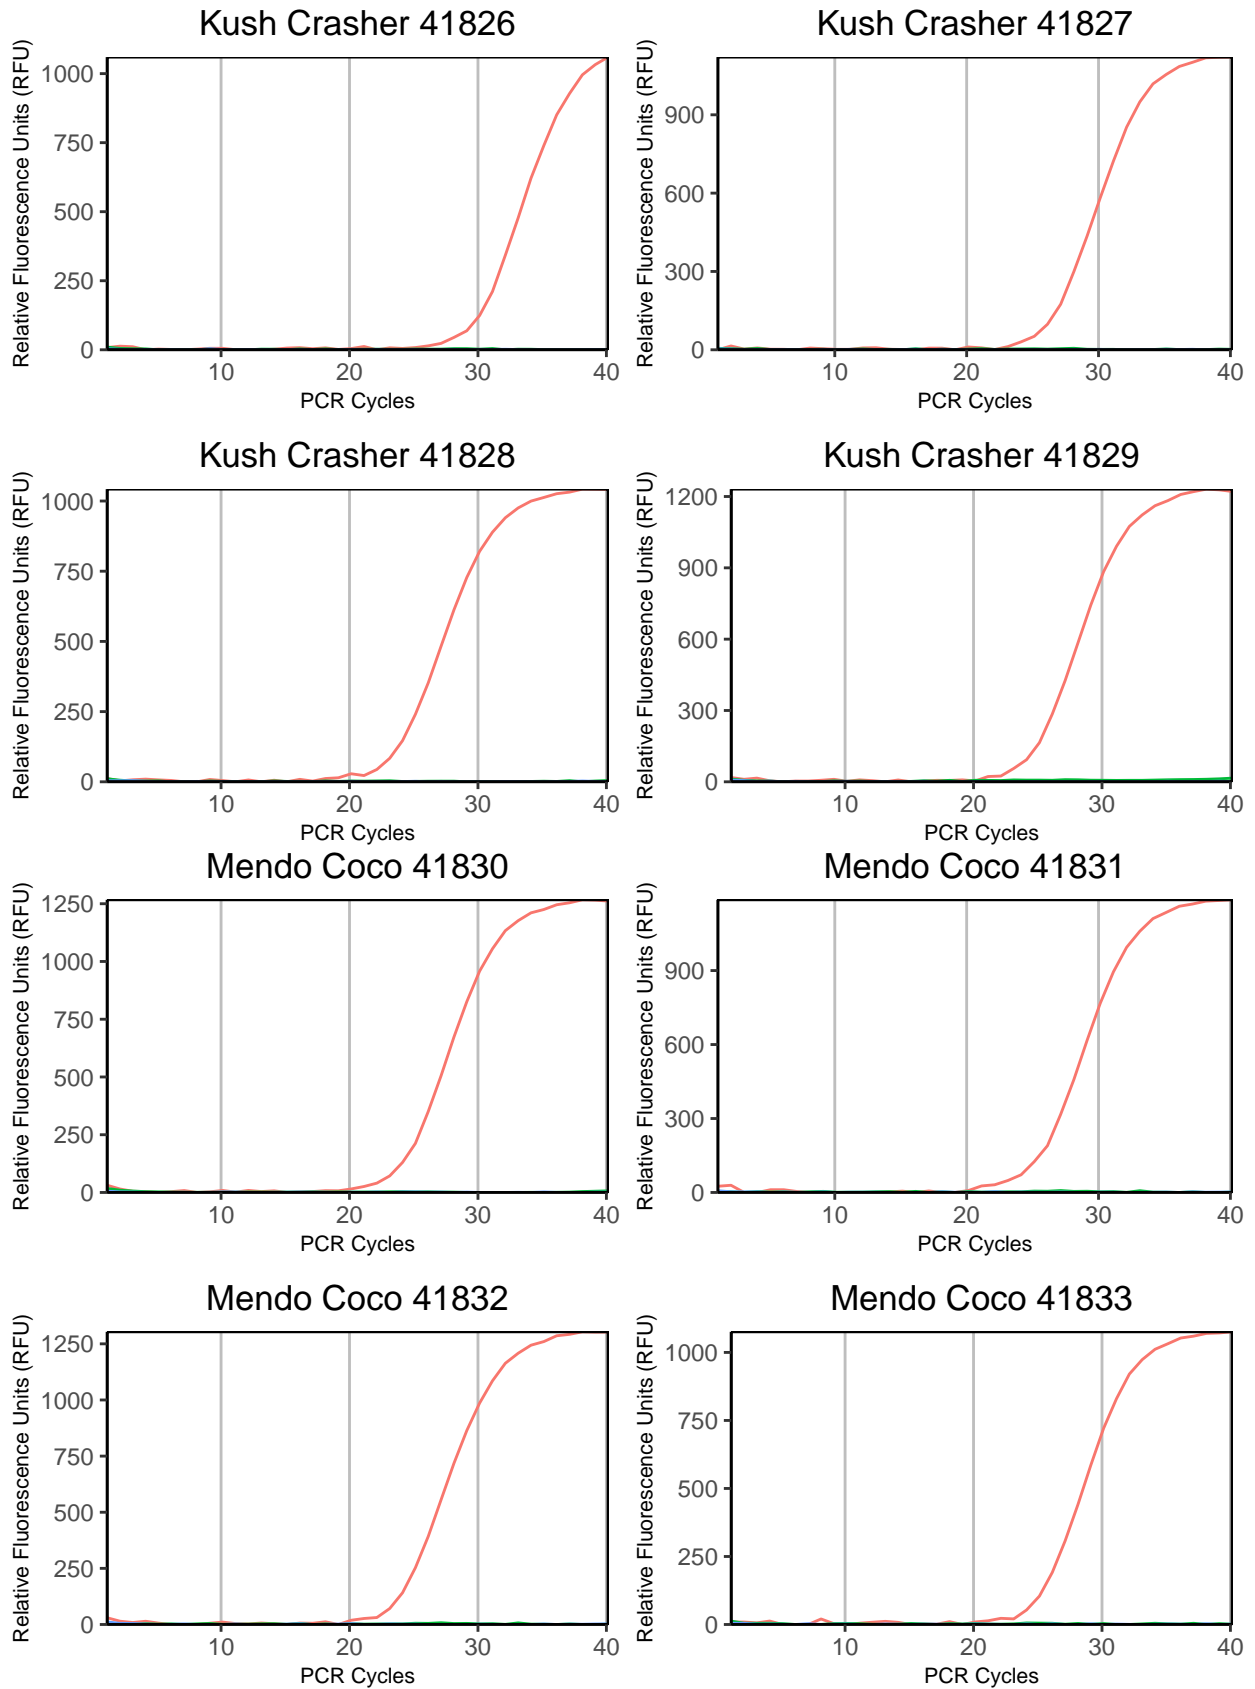 Kush Crasher 41826
Relative Fluorescence Units (RFU)
1000
750
500
250
0
10 20 30 40
PCR Cycles
Kush Crasher 41827
Relative Fluorescence Units (RFU)
900
600
300
0
10 20 30 40
PCR Cycles
Kush Crasher 41828
Relative Fluorescence Units (RFU)
1000
750
500
250
0
10 20 30 40
PCR Cycles
Kush Crasher 41829
Relative Fluorescence Units (RFU)
1200
900
600
300
0
10 20 30 40
PCR Cycles
Mendo Coco 41830
Relative Fluorescence Units (RFU)
1250
1000
750
500
250
0
10 20 30 40
PCR Cycles
Mendo Coco 41831
Relative Fluorescence Units (RFU)
900
600
300
0
10 20 30 40
PCR Cycles
Mendo Coco 41832
Relative Fluorescence Units (RFU)
1250
1000
750
500
250
0
10 20 30 40
PCR Cycles
Mendo Coco 41833
Relative Fluorescence Units (RFU)
1000
750
500
250
0
10 20 30 40
PCR Cycles